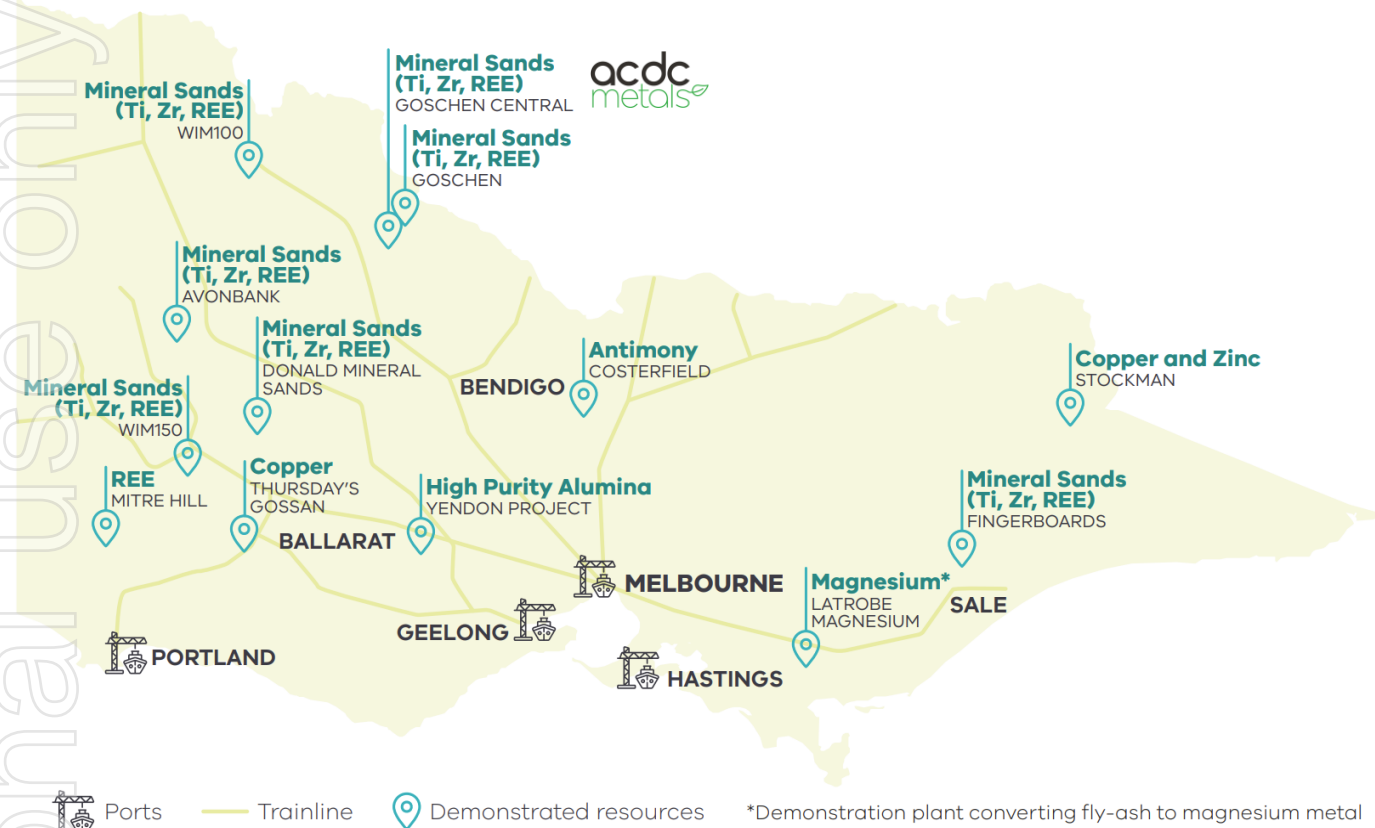 Mineral Sands
(Ti, Zr, REE)
GOSCHEN CENTRAL
acdc
metals
Mineral Sands
(Ti, Zr, REE)
WIM100
Mineral Sands
(Ti, Zr, REE)
GOSCHEN
Mineral Sands
(Ti, Zr, REE)
AVONBANK
Mineral Sands
(Ti, Zr, REE)
DONALD MINERAL
SANDS
Antimony
COSTERFIELD
BENDIGO
Copper and Zinc
STOCKMAN
Mineral Sands
(Ti, Zr, REE)
WIM150
REE
MITRE HILL
Copper
THURSDAY'S
GOSSAN
High Purity Alumina
YENDON PROJECT
Mineral Sands
(Ti, Zr, REE)
FINGERBOARDS
BALLARAT
MELBOURNE
Magnesium*
LATROBE
MAGNESIUM
SALE
GEELONG
PORTLAND
HASTINGS
Ports
Trainline
Demonstrated resources
*Demonstration plant converting fly-ash to magnesium metal
onal use only